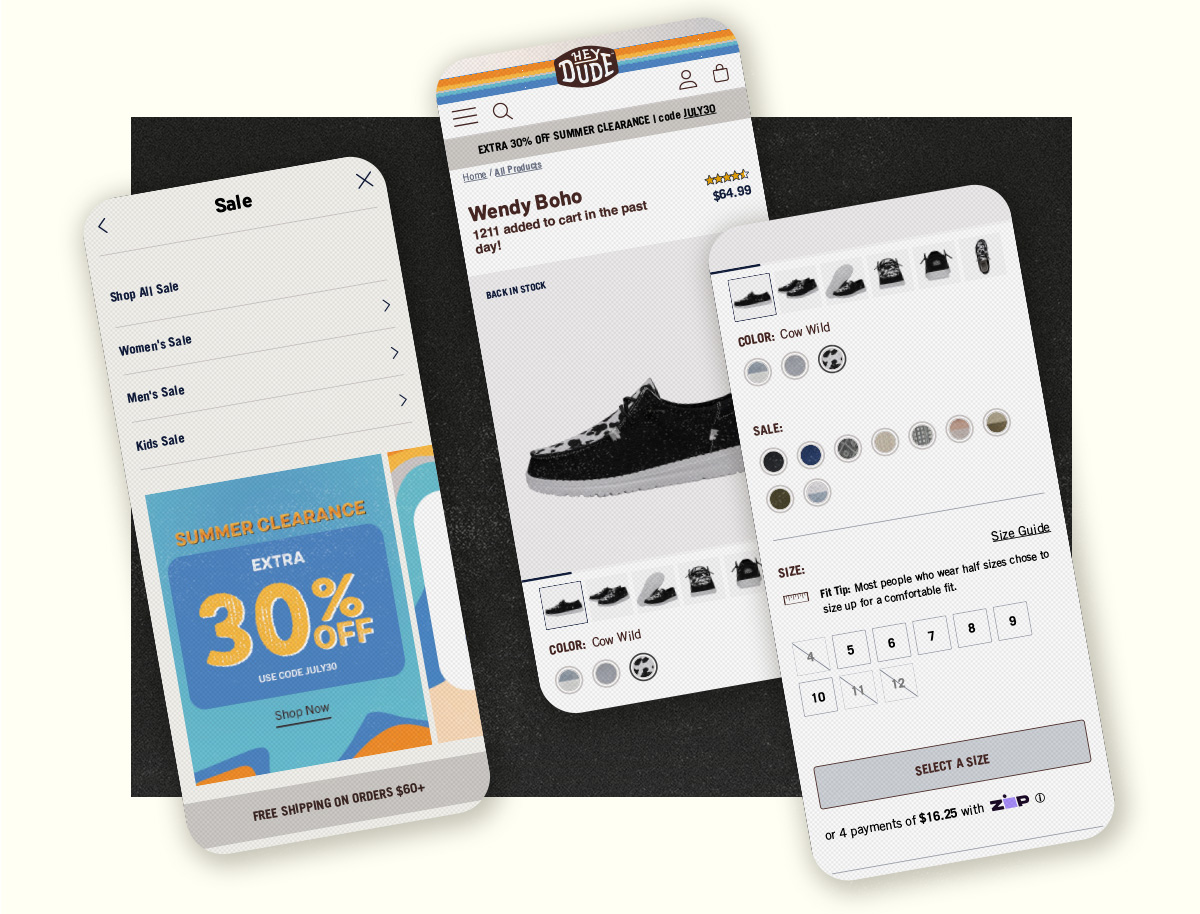 Sale
Shop All Sale
Women's Sale
Men's Sale
Kids Sale
SUMMER CLEARANCE
EXTRA
30% OFF
USE CODE JULY30
Shop Now
FREE SHIPPING ON ORDERS $60+
HEY DUDE
EXTRA 30% OFF SUMMER CLEARANCE | code JULY30
Home / All Products
Wendy Boho
$64.99
1211 added to cart in the past
day!
BACK IN STOCK
COLOR: Cow Wild
COLOR: Cow Wild
SALE:
Size Guide
SIZE:
Fit Tip: Most people who wear half sizes chose to
size up for a comfortable fit.
4 5 6 7 8 9
10 11 12
SELECT A SIZE
or 4 payments of $16.25 with Zip ⓘ